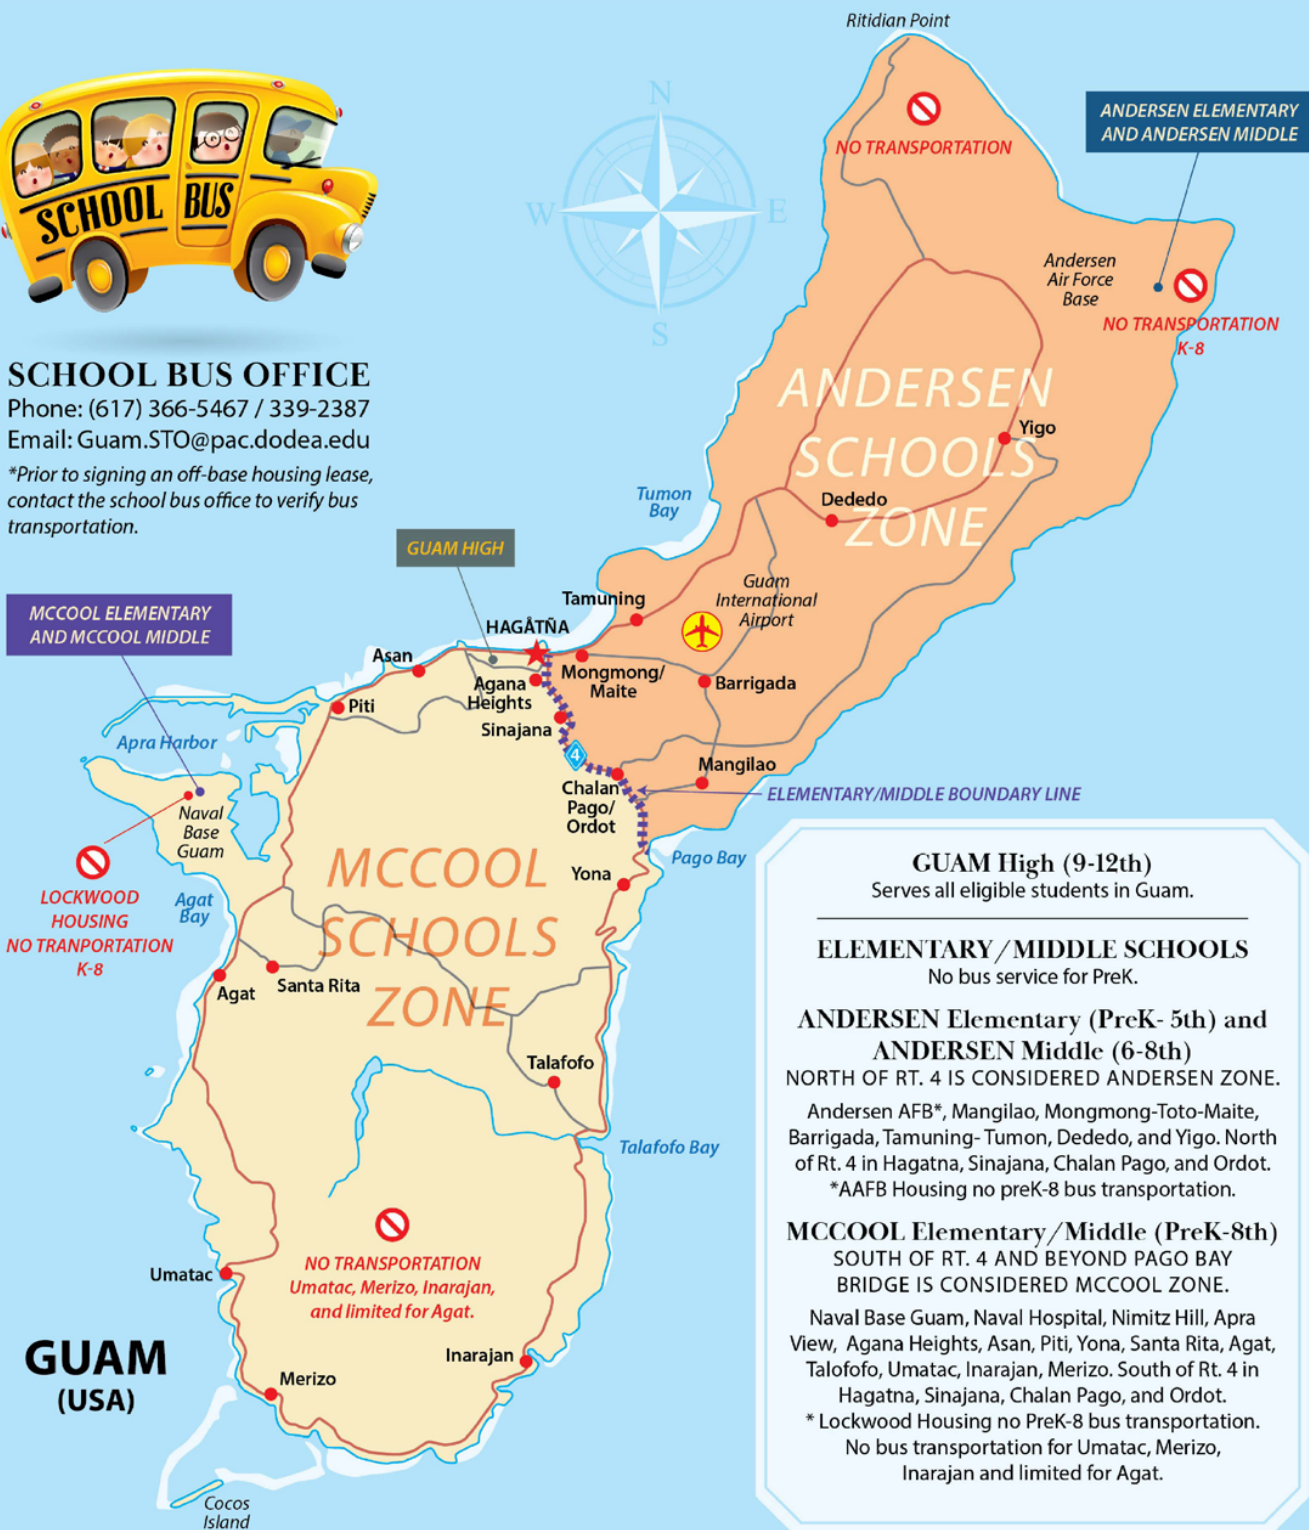 Ritidian Point
NO TRANSPORTATION
ANDERSEN ELEMENTARY
AND ANDERSEN MIDDLE
N
W
E
S
SCHOOL BUS
Andersen
Air Force
Base
NO TRANSPORTATION
K-8
SCHOOL BUS OFFICE
Phone: (617) 366-5467 / 339-2387
Email: Guam.STO@pac.dodea.edu
*Prior to signing an off-base housing lease,
contact the school bus office to verify bus
transportation.
ANDERSEN
SCHOOLS
ZONE
Yigo
Dededo
Tumon
Bay
GUAM HIGH
Guam
International
Airport
Tamuning
HAGÅTÑA
MCCOOL ELEMENTARY
AND MCCOOL MIDDLE
Asan
Mongmong/
Maite
Agana
Heights
Barrigada
Piti
Sinajana
Apra Harbor
4
Mangilao
Chalan
Pago/
Ordot
ELEMENTARY/MIDDLE BOUNDARY LINE
Naval
Base
Guam
LOCKWOOD
HOUSING
NO TRANPORTATION
K-8
Agat
Bay
MCCOOL
SCHOOLS
ZONE
Pago Bay
Yona
Agat
Santa Rita
Talafofo
Talafofo Bay
NO TRANSPORTATION
Umatac, Merizo, Inarajan,
and limited for Agat.
Umatac
Inarajan
Merizo
GUAM
(USA)
Cocos
Island
GUAM High (9-12th)
Serves all eligible students in Guam.
ELEMENTARY/MIDDLE SCHOOLS
No bus service for PreK.
ANDERSEN Elementary (PreK- 5th) and
ANDERSEN Middle (6-8th)
NORTH OF RT. 4 IS CONSIDERED ANDERSEN ZONE.
Andersen AFB*, Mangilao, Mongmong-Toto-Maite,
Barrigada, Tamuning- Tumon, Dededo, and Yigo. North
of Rt. 4 in Hagatna, Sinajana, Chalan Pago, and Ordot.
*AAFB Housing no preK-8 bus transportation.
MCCOOL Elementary/Middle (PreK-8th)
SOUTH OF RT. 4 AND BEYOND PAGO BAY
BRIDGE IS CONSIDERED MCCOOL ZONE.
Naval Base Guam, Naval Hospital, Nimitz Hill, Apra
View, Agana Heights, Asan, Piti, Yona, Santa Rita, Agat,
Talofofo, Umatac, Inarajan, Merizo. South of Rt. 4 in
Hagatna, Sinajana, Chalan Pago, and Ordot.
* Lockwood Housing no PreK-8 bus transportation.
No bus transportation for Umatac, Merizo,
Inarajan and limited for Agat.